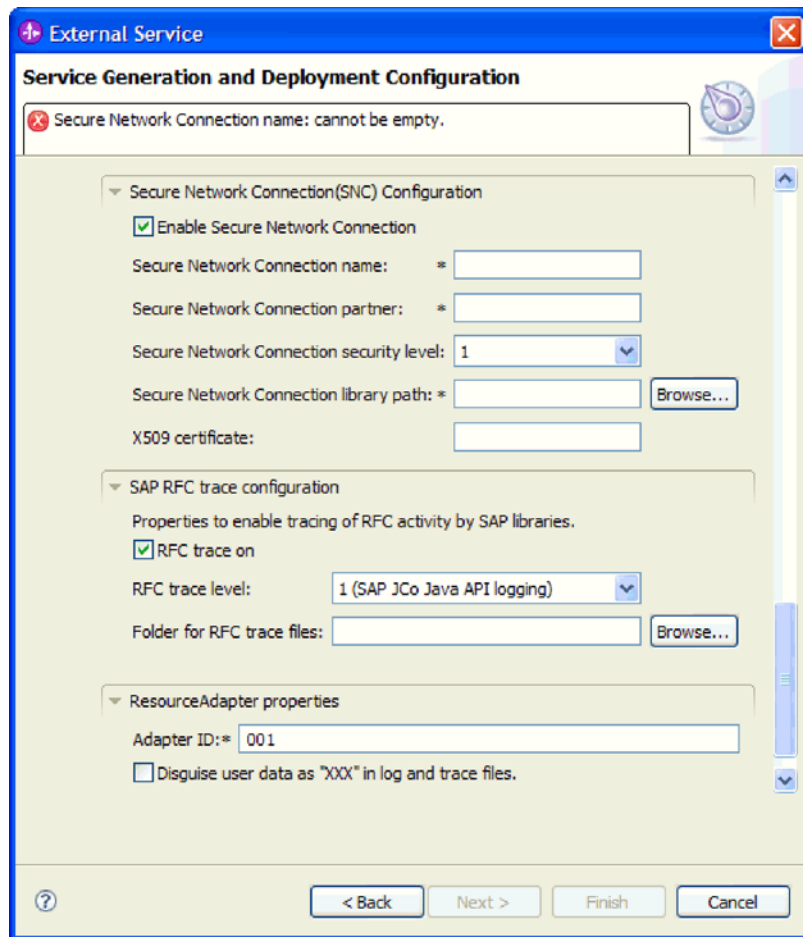 External Service
Service Generation and Deployment Configuration
Secure Network Connection name: cannot be empty.
Secure Network Connection(SNC) Configuration
Enable Secure Network Connection
Secure Network Connection name: *
Secure Network Connection partner: *
Secure Network Connection security level: 1
Secure Network Connection library path: * Browse...
X509 certificate:
SAP RFC trace configuration
Properties to enable tracing of RFC activity by SAP libraries.
RFC trace on
RFC trace level: 1 (SAP JCo Java API logging)
Folder for RFC trace files: Browse...
ResourceAdapter properties
Adapter ID:* 001
Disguise user data as "XXX" in log and trace files.
? < Back Next > Finish Cancel